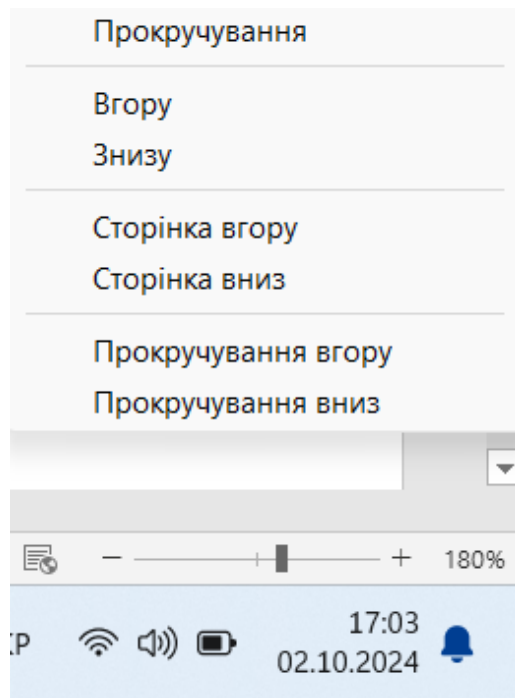 Прокручування
Вгору
Знизу
Сторінка вгору
Сторінка вниз
Прокручування вгору
Прокручування вниз
180%
17:03
02.10.2024